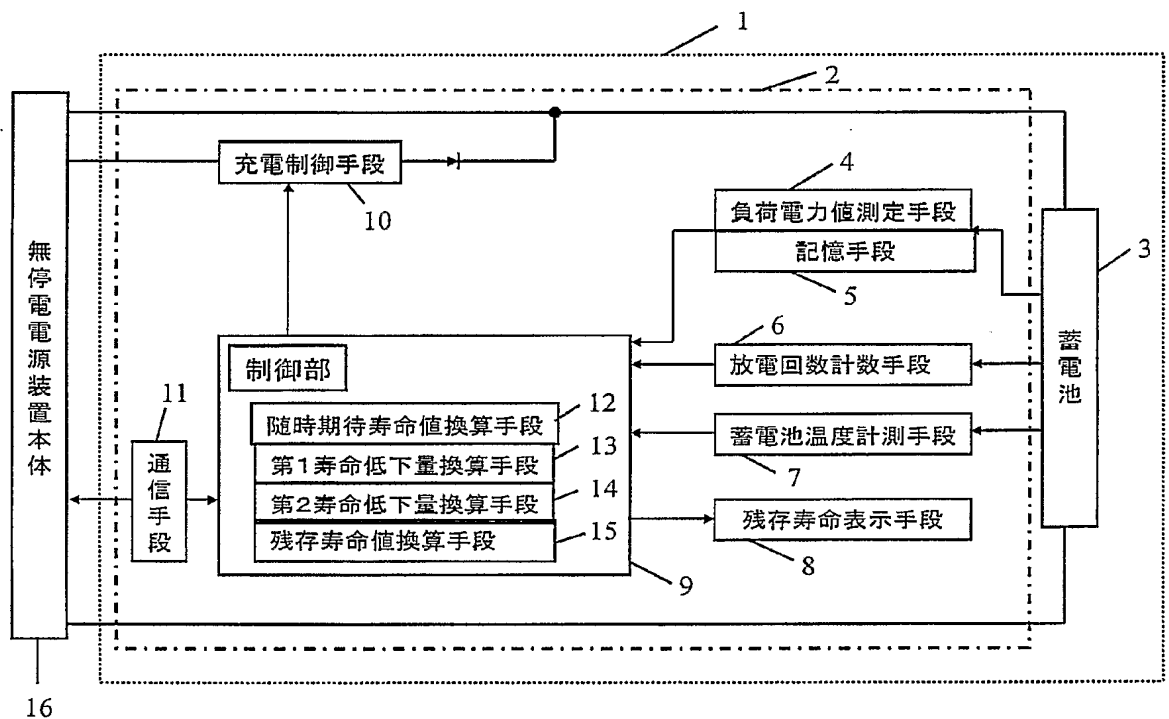 1
2
充電制御手段
10
4
負荷電力値測定手段
記憶手段
5
3
無停電電源装置本体
蓄電池
6
放電回数計数手段
制御部
11
通信手段
随時期待寿命値換算手段
12
蓄電池温度計測手段
7
第1寿命低下量換算手段
13
第2寿命低下量換算手段
14
残存寿命値換算手段
15
残存寿命表示手段
8
9
16